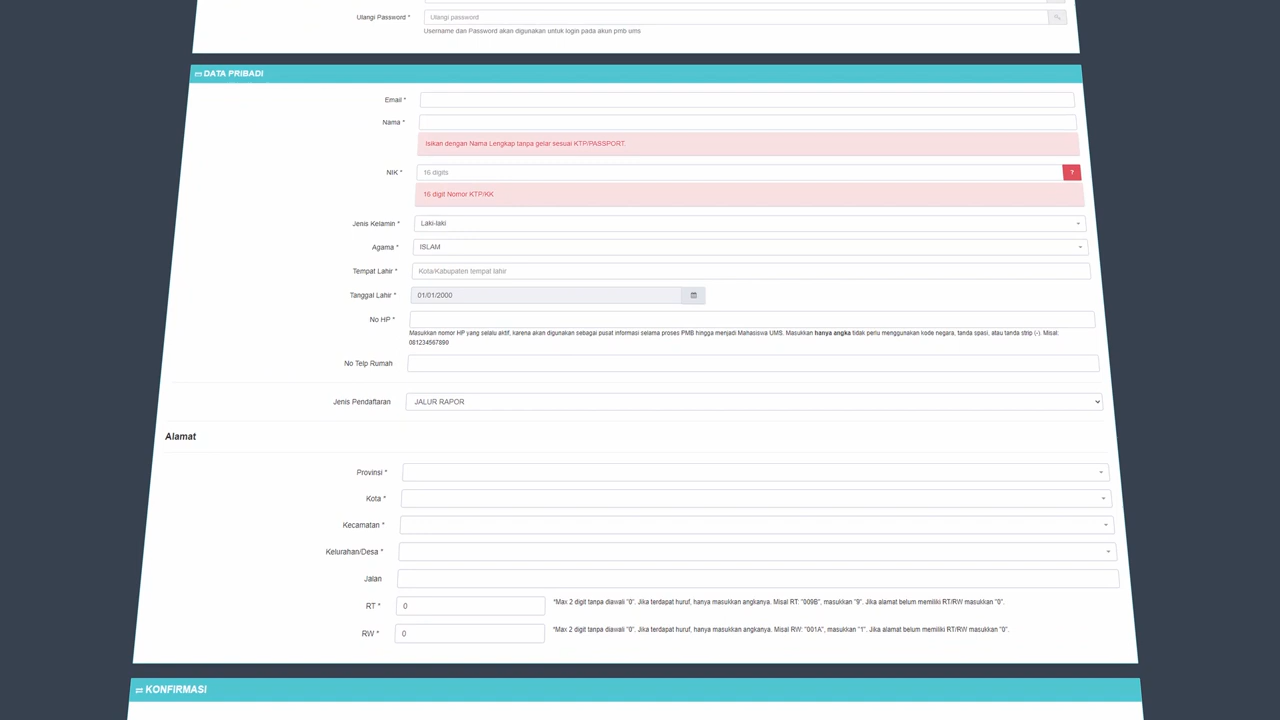 Ulangi Password *
Ulangi password
Username dan Password akan digunakan untuk login pada akun pmb ums
DATA PRIBADI
Email *
Nama *
Isikan dengan Nama Lengkap tanpa gelar sesuai KTP/PASSPORT.
NIK *
16 digits
?
16 digit Nomor KTP/KK
Jenis Kelamin *
Laki-laki
Agama *
ISLAM
Tempat Lahir *
Kota/Kabupaten tempat lahir
Tanggal Lahir *
01/01/2000
No HP *
Masukkan nomor HP yang selalu aktif, karena akan digunakan sebagai pusat informasi selama proses PMB hingga menjadi Mahasiswa UMS. Masukkan hanya angka tidak perlu menggunakan kode negara, tanda spasi, atau tanda strip (-). Misal:
081234567890
No Telp Rumah
Jenis Pendaftaran
JALUR RAPOR
Alamat
Provinsi *
Kota *
Kecamatan *
Kelurahan/Desa *
Jalan
RT *
0
*Max 2 digit tanpa diawali "0". Jika terdapat huruf, hanya masukkan angkanya. Misal RT: "009B", masukkan "9". Jika alamat belum memiliki RT/RW masukkan "0".
RW *
0
*Max 2 digit tanpa diawali "0". Jika terdapat huruf, hanya masukkan angkanya. Misal RW: "001A", masukkan "1". Jika alamat belum memiliki RT/RW masukkan "0".
KONFIRMASI